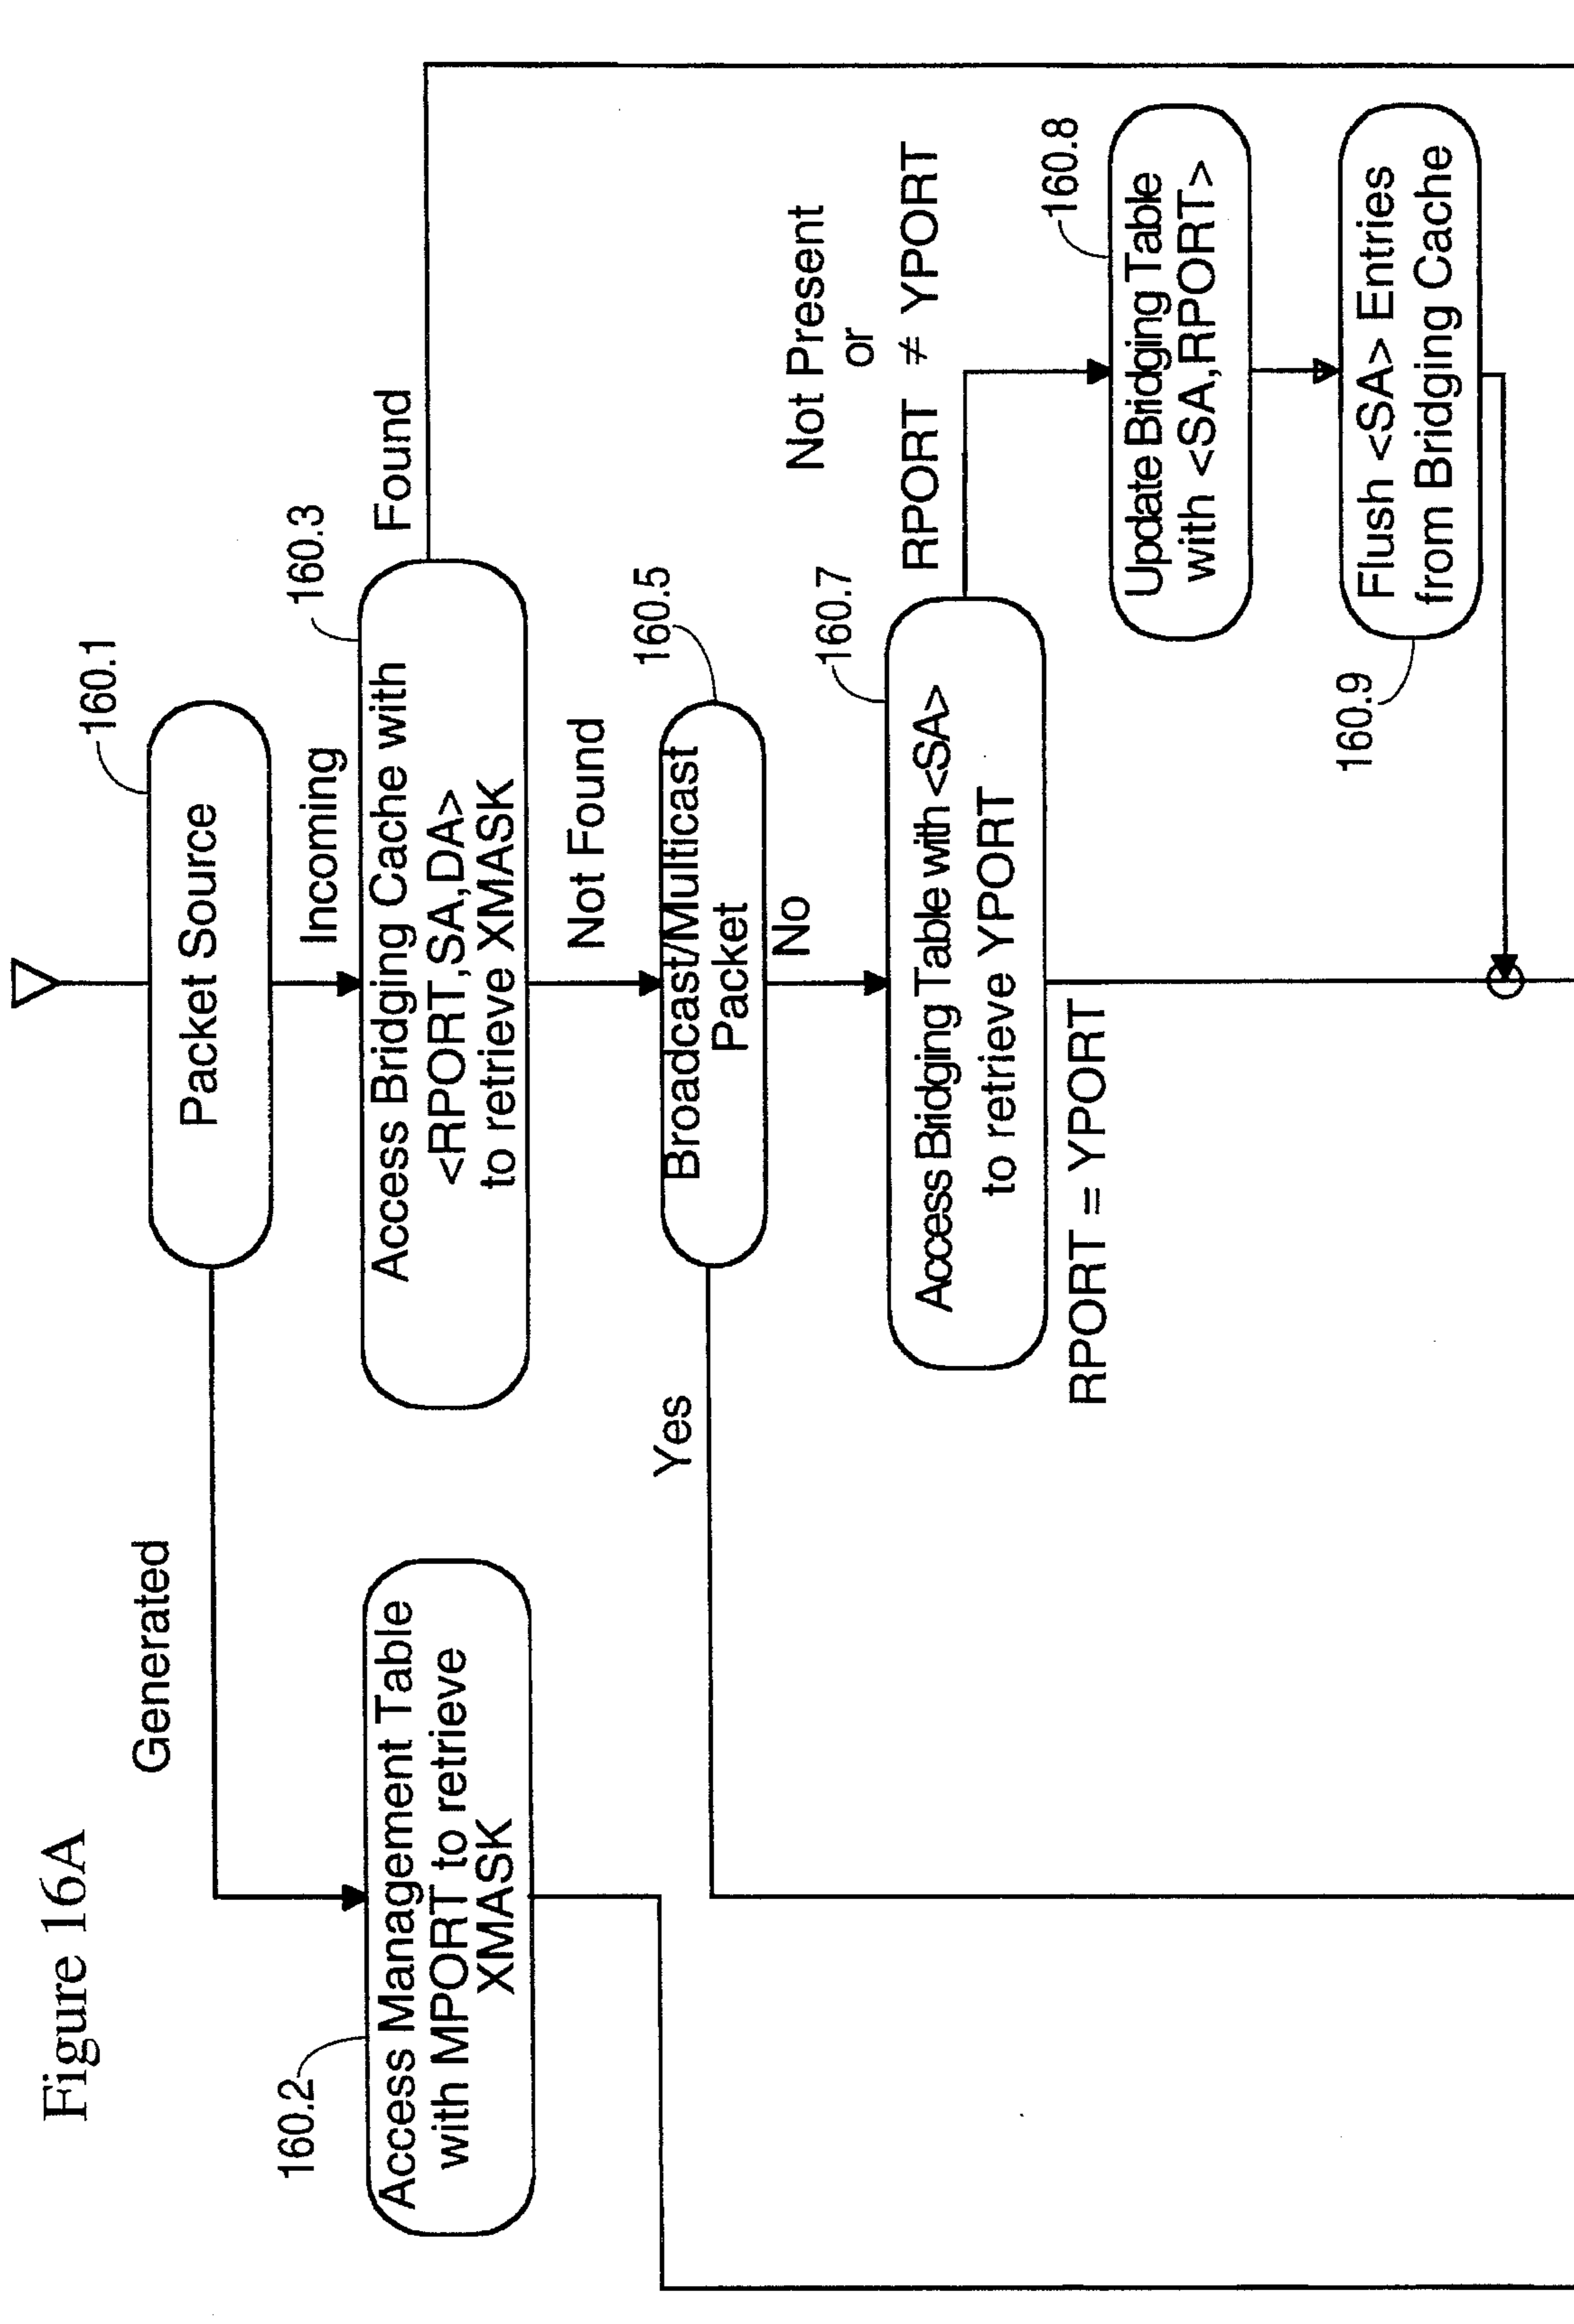 Figure 16A
160.1
Packet Source
Generated
Incoming
160.2
Access Management Table
with MPORT to retrieve
XMASK
160.3
Access Bridging Cache with
<RPORT,SA,DA>
to retrieve XMASK
Found
Not Found
160.5
Broadcast/Multicast
Packet
Yes
No
160.7
Access Bridging Table with <SA>
to retrieve YPORT
Not Present
or
RPORT ≠ YPORT
RPORT = YPORT
160.8
Update Bridging Table
with <SA,RPORT>
160.9
Flush <SA> Entries
from Bridging Cache